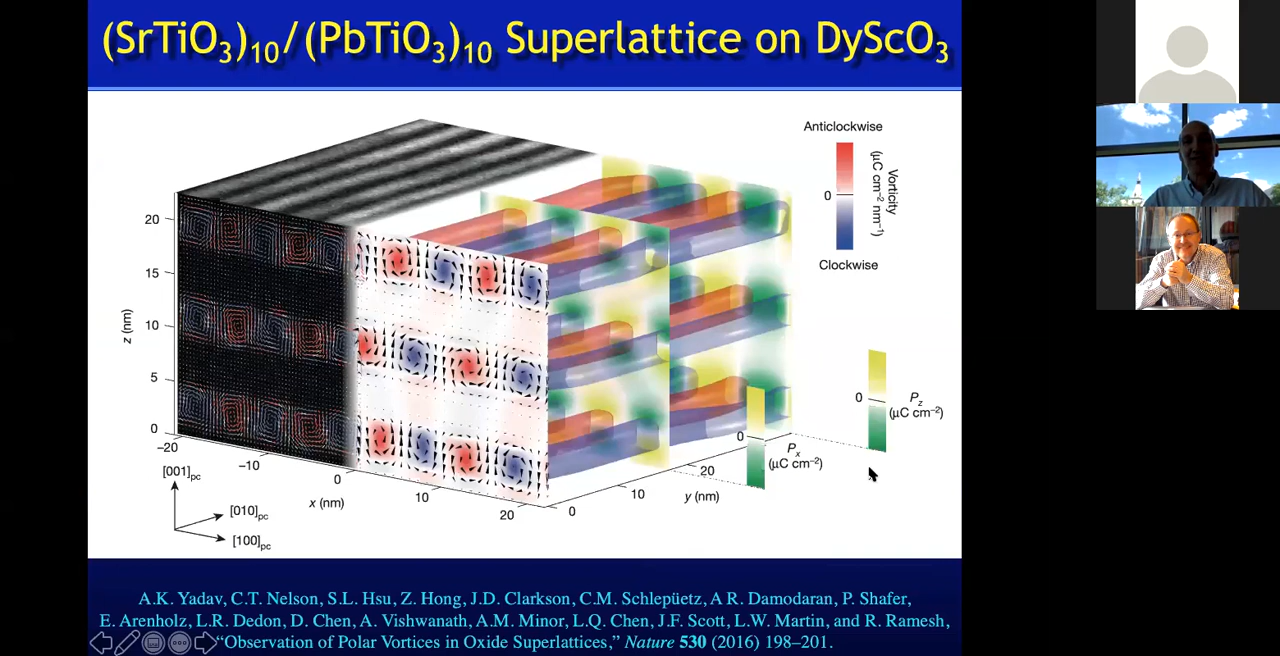 (SrTiO₃)₁₀/(PbTiO₃)₁₀ Superlattice on DyScO₃
Anticlockwise
0
Vorticity
(μC cm⁻² nm⁻¹)
Clockwise
z (nm)
20
15
10
5
0
−20
−10
0
10
20
x (nm)
0
10
20
y (nm)
0
Pₓ
(μC cm⁻²)
0
P_z
(μC cm⁻²)
[001]pc
[010]pc
[100]pc
A.K. Yadav, C.T. Nelson, S.L. Hsu, Z. Hong, J.D. Clarkson, C.M. Schlepüetz, A R. Damodaran, P. Shafer,
E. Arenholz, L.R. Dedon, D. Chen, A. Vishwanath, A.M. Minor, L.Q. Chen, J.F. Scott, L.W. Martin, and R. Ramesh,
“Observation of Polar Vortices in Oxide Superlattices,” Nature 530 (2016) 198–201.